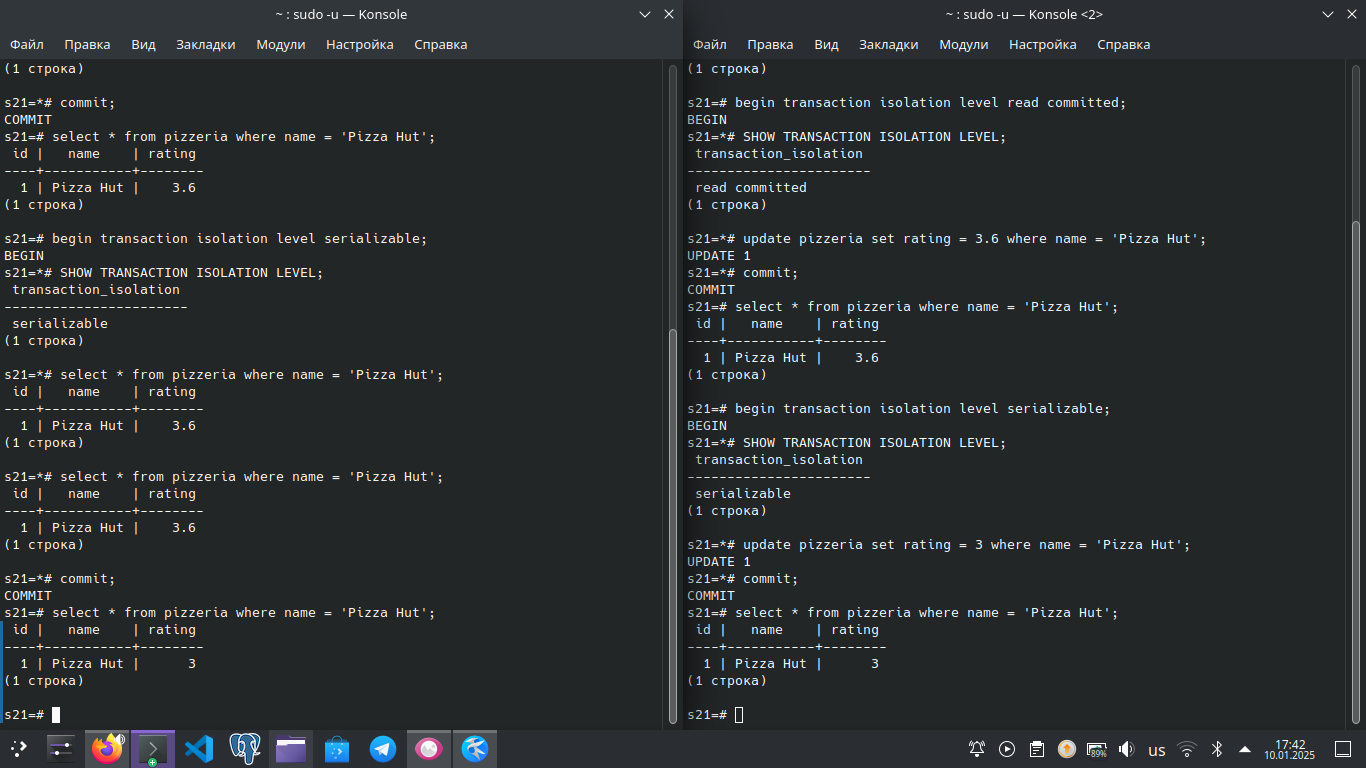 ~ : sudo -u — Konsole
Файл Правка Вид Закладки Модули Настройка Справка
(1 строка)

s21=*# commit;
COMMIT
s21=# select * from pizzeria where name = 'Pizza Hut';
 id |   name    | rating
----+-----------+--------
  1 | Pizza Hut |    3.6
(1 строка)

s21=# begin transaction isolation level serializable;
BEGIN
s21=*# SHOW TRANSACTION ISOLATION LEVEL;
 transaction_isolation
-----------------------
 serializable
(1 строка)

s21=*# select * from pizzeria where name = 'Pizza Hut';
 id |   name    | rating
----+-----------+--------
  1 | Pizza Hut |    3.6
(1 строка)

s21=*# select * from pizzeria where name = 'Pizza Hut';
 id |   name    | rating
----+-----------+--------
  1 | Pizza Hut |    3.6
(1 строка)

s21=*# commit;
COMMIT
s21=# select * from pizzeria where name = 'Pizza Hut';
 id |   name    | rating
----+-----------+--------
  1 | Pizza Hut |      3
(1 строка)

s21=#
~ : sudo -u — Konsole <2>
Файл Правка Вид Закладки Модули Настройка Справка
(1 строка)

s21=# begin transaction isolation level read committed;
BEGIN
s21=*# SHOW TRANSACTION ISOLATION LEVEL;
 transaction_isolation
-----------------------
 read committed
(1 строка)

s21=*# update pizzeria set rating = 3.6 where name = 'Pizza Hut';
UPDATE 1
s21=*# commit;
COMMIT
s21=# select * from pizzeria where name = 'Pizza Hut';
 id |   name    | rating
----+-----------+--------
  1 | Pizza Hut |    3.6
(1 строка)

s21=# begin transaction isolation level serializable;
BEGIN
s21=*# SHOW TRANSACTION ISOLATION LEVEL;
 transaction_isolation
-----------------------
 serializable
(1 строка)

s21=*# update pizzeria set rating = 3 where name = 'Pizza Hut';
UPDATE 1
s21=*# commit;
COMMIT
s21=# select * from pizzeria where name = 'Pizza Hut';
 id |   name    | rating
----+-----------+--------
  1 | Pizza Hut |      3
(1 строка)

s21=#
89%
us
17:42
10.01.2025